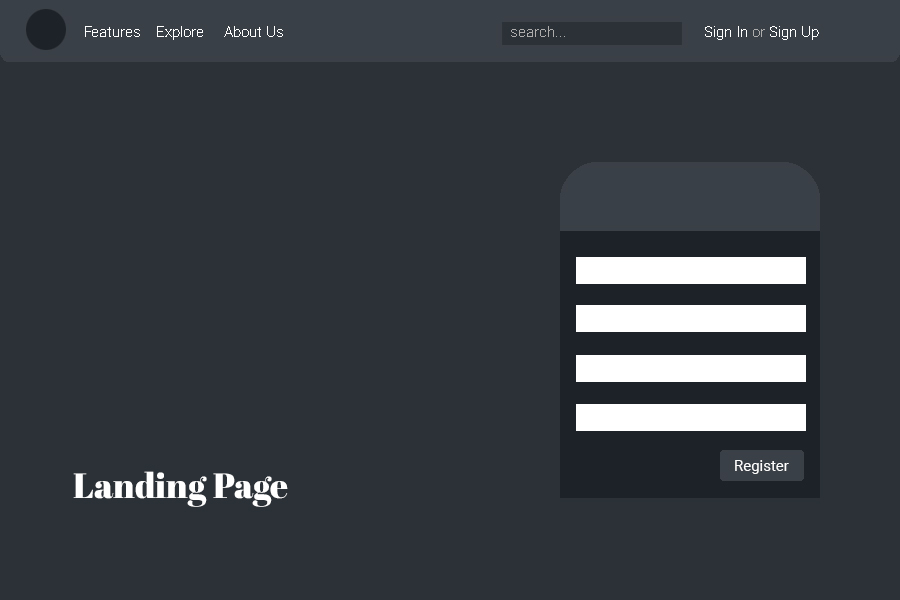 Features Explore About Us search... Sign In or Sign Up
Register
Landing Page